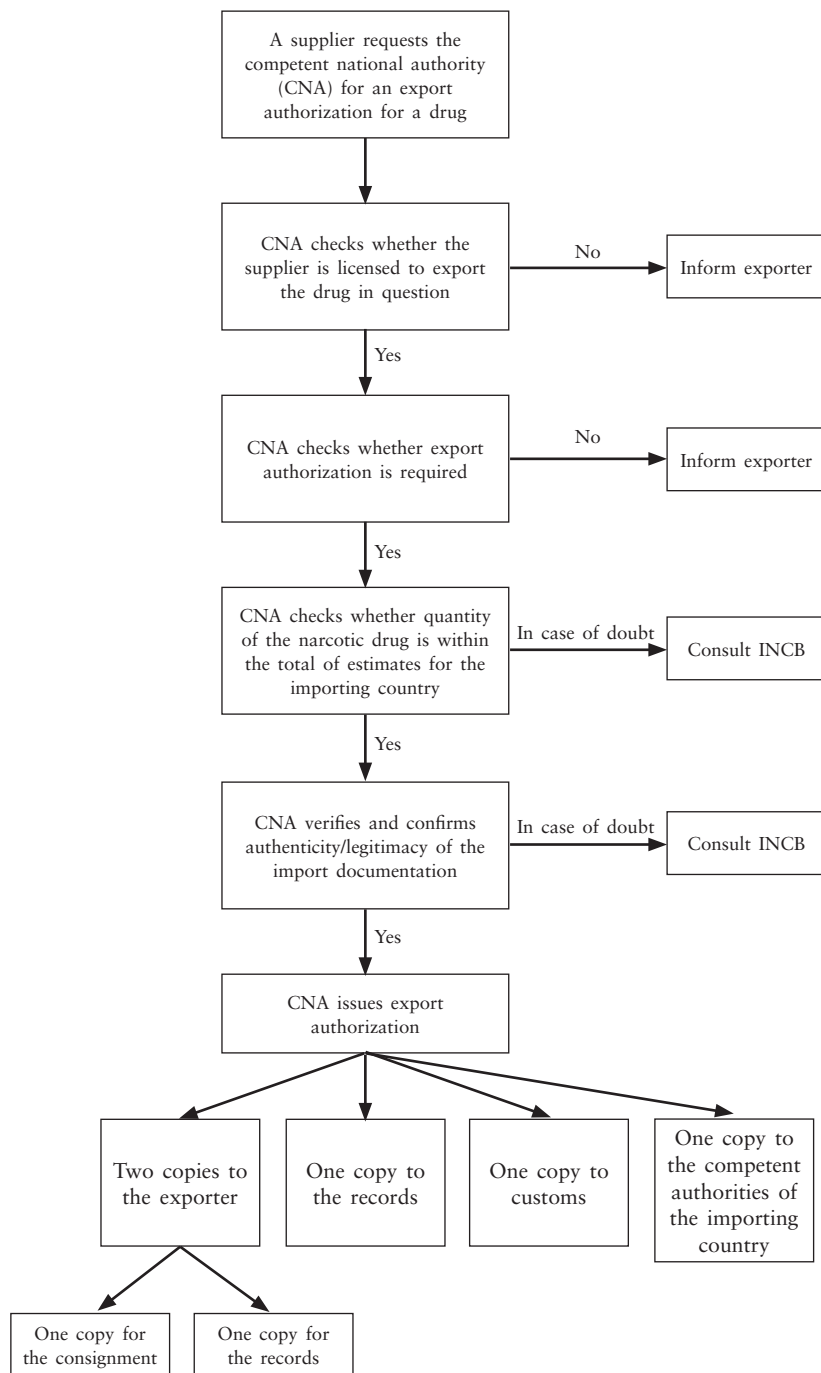 A supplier requests the
competent national authority
(CNA) for an export
authorization for a drug
CNA checks whether the
supplier is licensed to export
the drug in question
No
Inform exporter
Yes
CNA checks whether export
authorization is required
No
Inform exporter
Yes
CNA checks whether quantity
of the narcotic drug is within
the total of estimates for the
importing country
In case of doubt
Consult INCB
Yes
CNA verifies and confirms
authenticity/legitimacy of the
import documentation
In case of doubt
Consult INCB
Yes
CNA issues export
authorization
Two copies to
the exporter
One copy to
the records
One copy to
customs
One copy to
the competent
authorities of
the importing
country
One copy for
the consignment
One copy for
the records